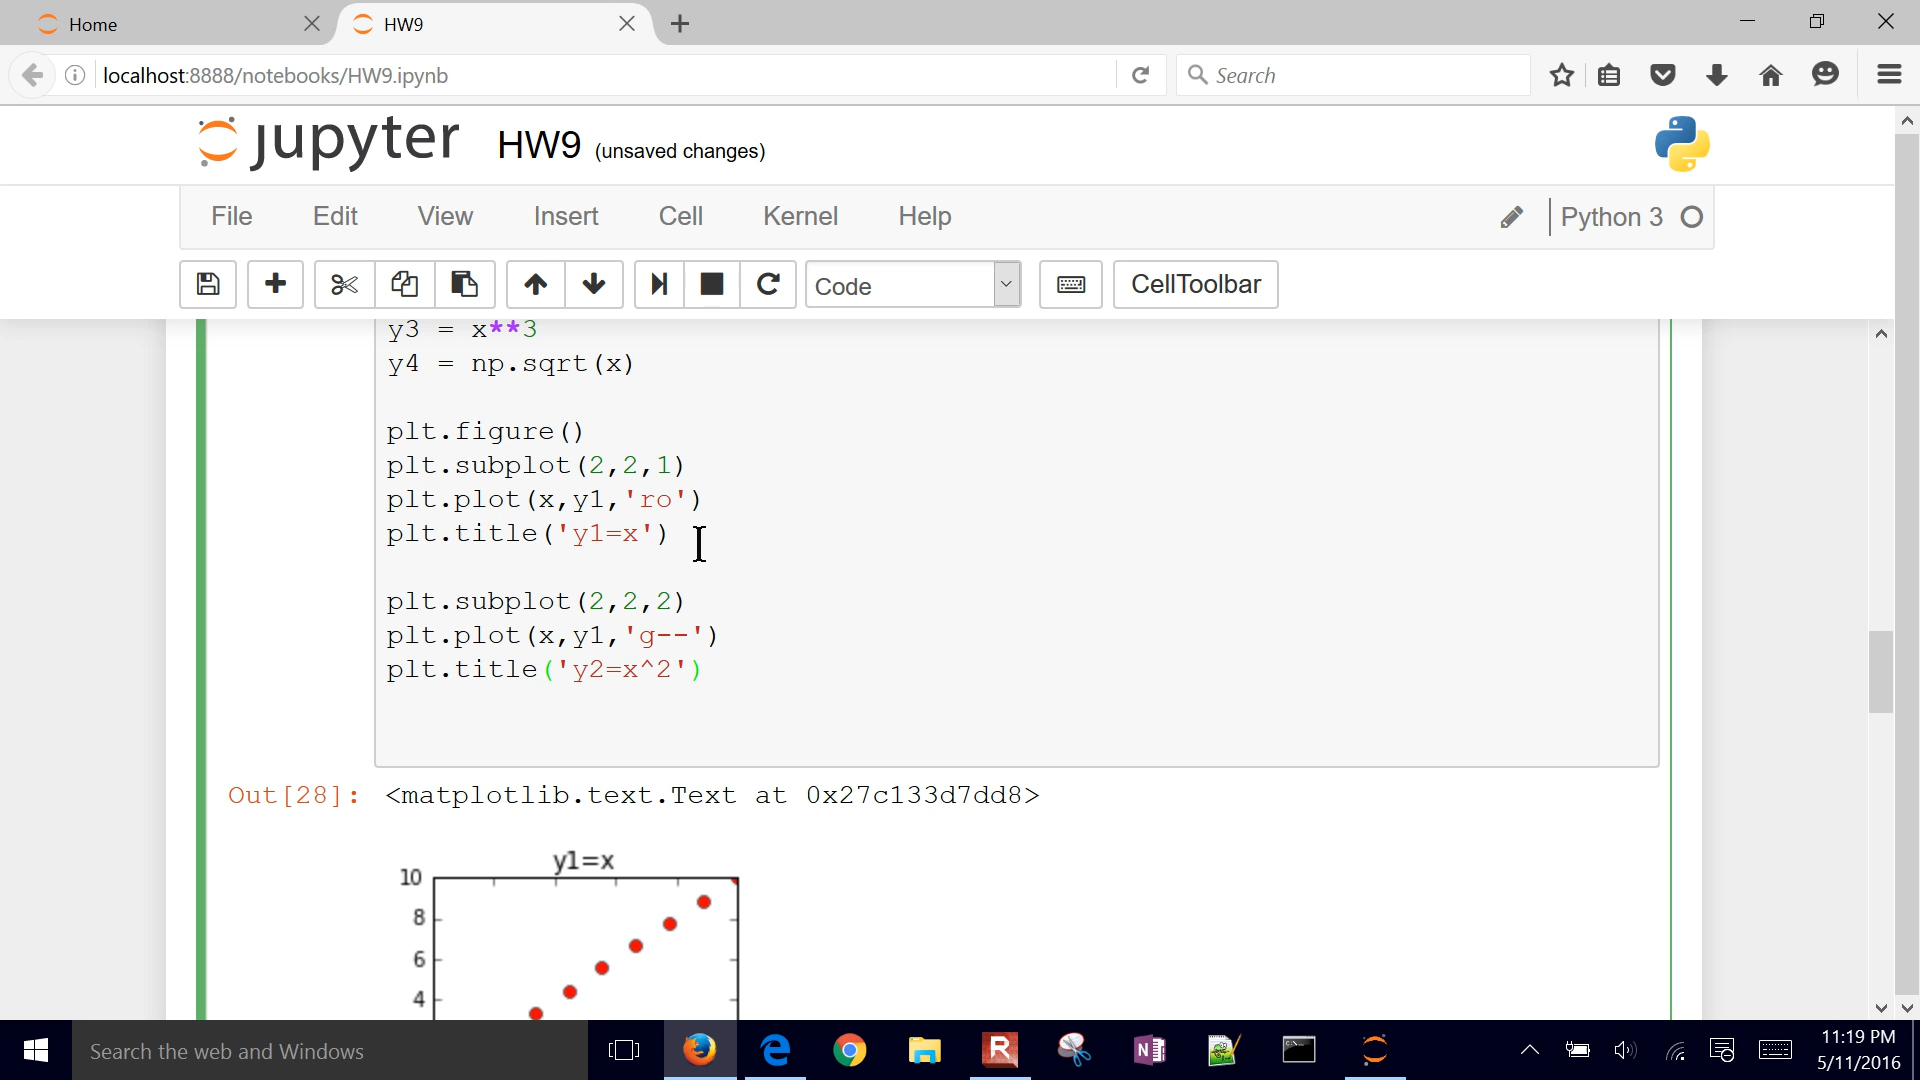 Home
HW9
localhost:8888/notebooks/HW9.ipynb
Search
jupyter HW9 (unsaved changes)
File Edit View Insert Cell Kernel Help Python 3
Code CellToolbar
y3 = x**3
y4 = np.sqrt(x)
plt.figure()
plt.subplot(2,2,1)
plt.plot(x,y1,'ro')
plt.title('y1=x')
plt.subplot(2,2,2)
plt.plot(x,y1,'g--')
plt.title('y2=x^2')
Out[28]: <matplotlib.text.Text at 0x27c133d7dd8>
y1=x
10
8
6
4
Search the web and Windows
R
N
11:19 PM
5/11/2016